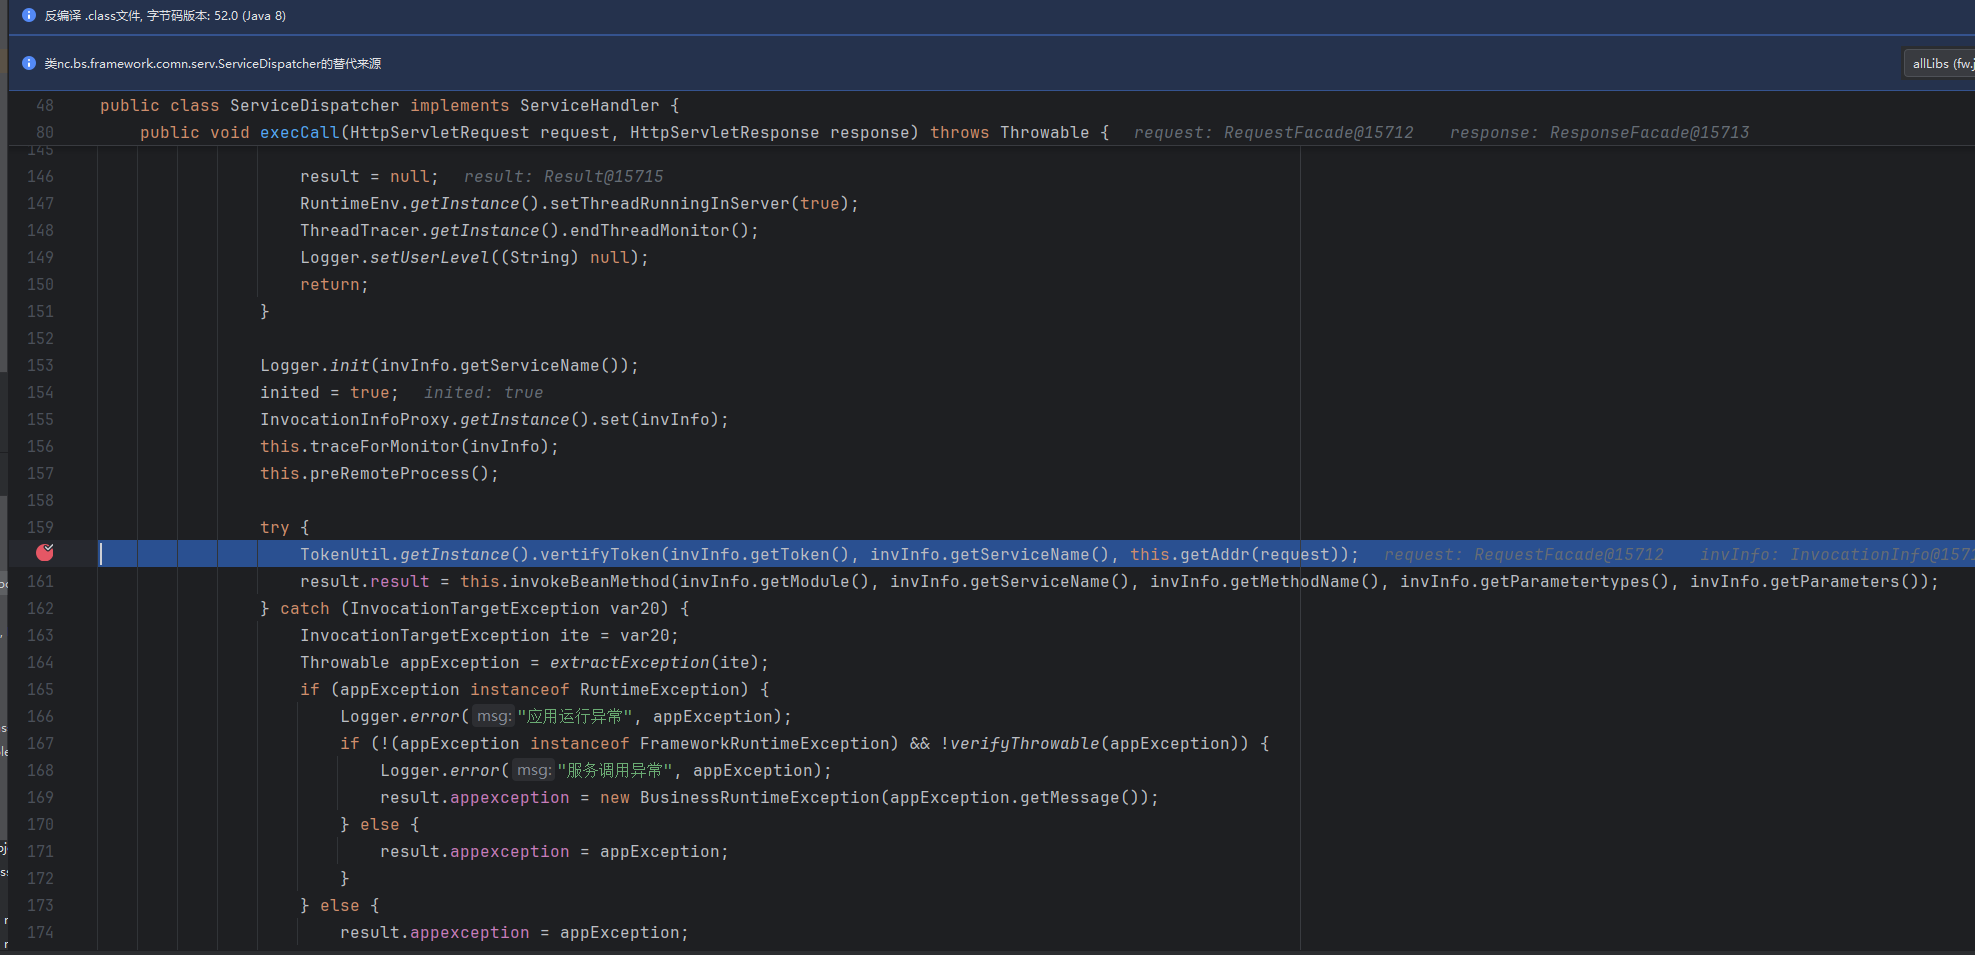 反编译 .class文件, 字节码版本: 52.0 (Java 8)
类nc.bs.framework.comn.serv.ServiceDispatcher的替代来源
allLibs (fw.j
48 public class ServiceDispatcher implements ServiceHandler {
80 public void execCall(HttpServletRequest request, HttpServletResponse response) throws Throwable { request: RequestFacade@15712 response: ResponseFacade@15713
145
146 result = null; result: Result@15715
147 RuntimeEnv.getInstance().setThreadRunningInServer(true);
148 ThreadTracer.getInstance().endThreadMonitor();
149 Logger.setUserLevel((String) null);
150 return;
151 }
152
153 Logger.init(invInfo.getServiceName());
154 inited = true; inited: true
155 InvocationInfoProxy.getInstance().set(invInfo);
156 this.traceForMonitor(invInfo);
157 this.preRemoteProcess();
158
159 try {
TokenUtil.getInstance().vertifyToken(invInfo.getToken(), invInfo.getServiceName(), this.getAddr(request)); request: RequestFacade@15712 invInfo: InvocationInfo@1571
161 result.result = this.invokeBeanMethod(invInfo.getModule(), invInfo.getServiceName(), invInfo.getMethodName(), invInfo.getParametertypes(), invInfo.getParameters());
162 } catch (InvocationTargetException var20) {
163 InvocationTargetException ite = var20;
164 Throwable appException = extractException(ite);
165 if (appException instanceof RuntimeException) {
166 Logger.error( msg: "应用运行异常", appException);
167 if (!(appException instanceof FrameworkRuntimeException) && !verifyThrowable(appException)) {
168 Logger.error( msg: "服务调用异常", appException);
169 result.appexception = new BusinessRuntimeException(appException.getMessage());
170 } else {
171 result.appexception = appException;
172 }
173 } else {
174 result.appexception = appException;